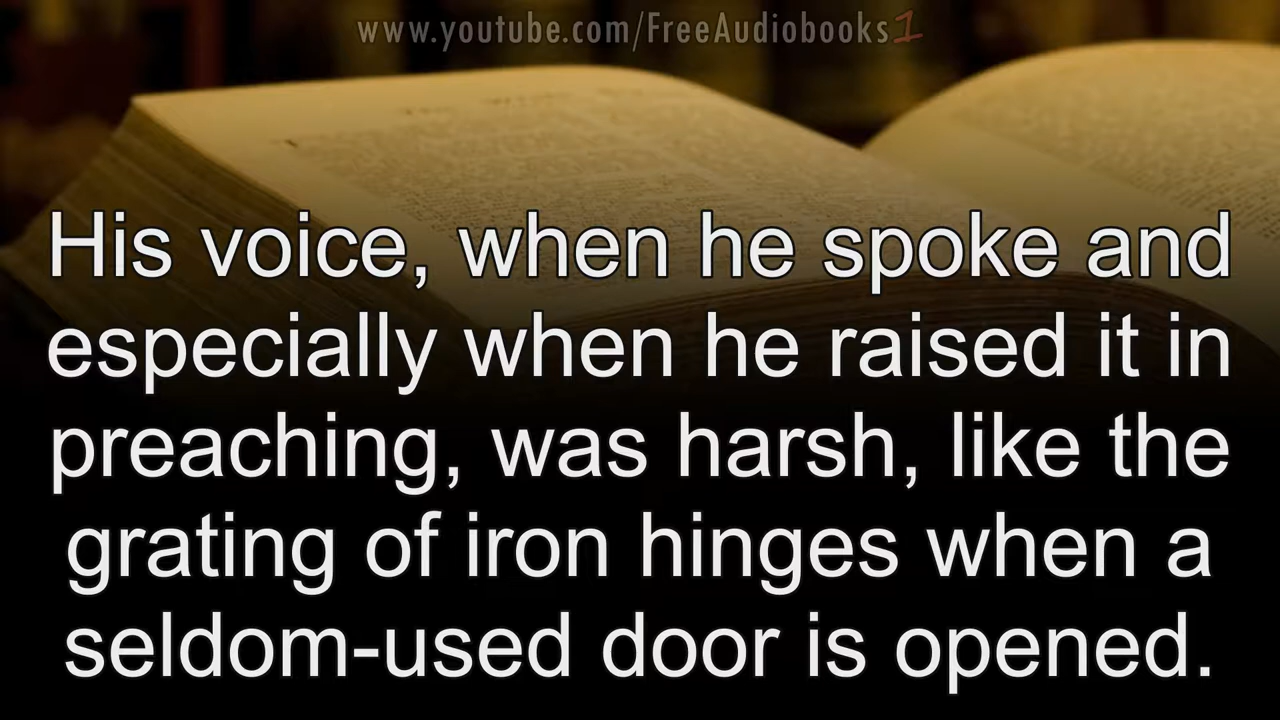 www.youtube.com/FreeAudiobooks1
His voice, when he spoke and
especially when he raised it in
preaching, was harsh, like the
grating of iron hinges when a
seldom-used door is opened.